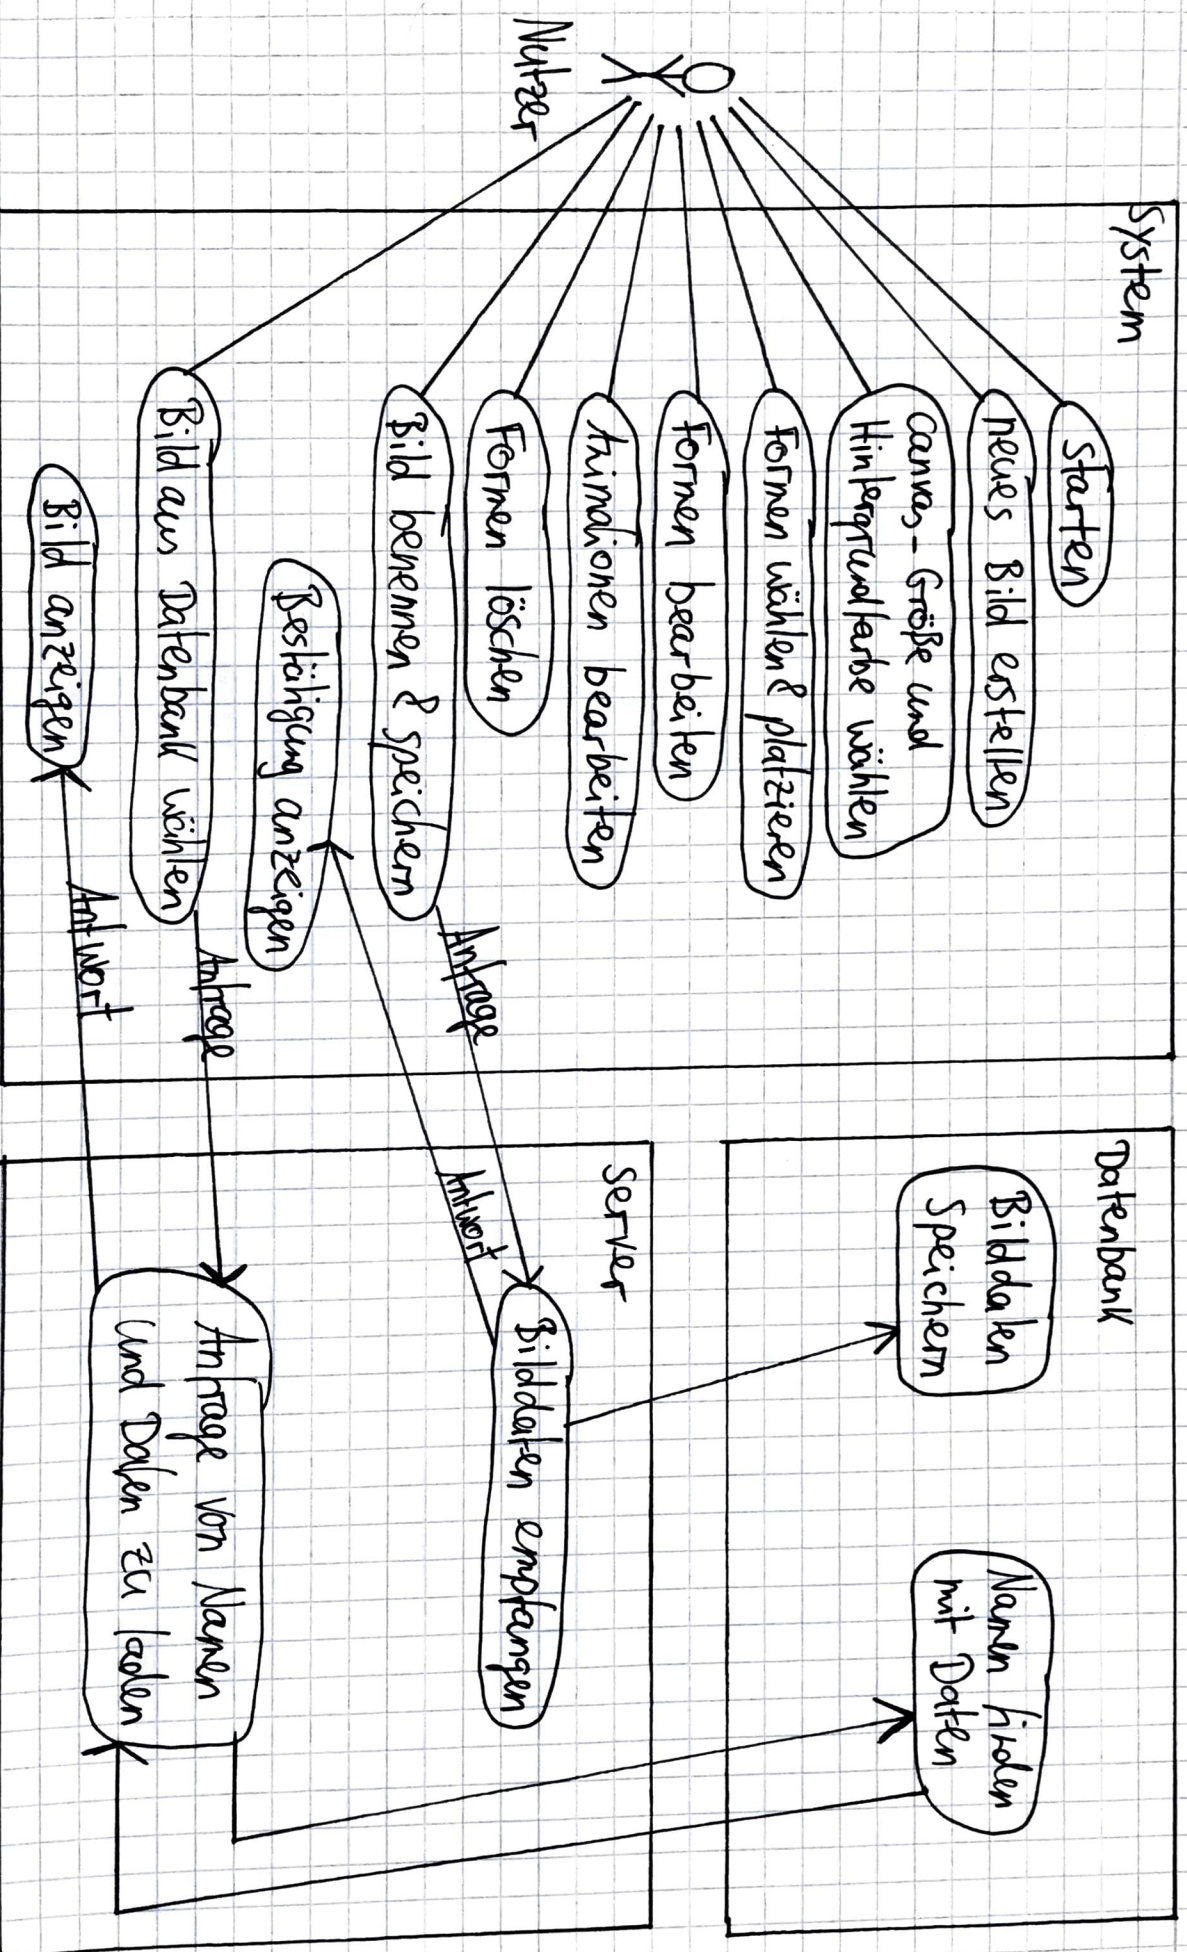 System
Nutzer
Starten
neues Bild erstellen
Canvas-Größe und
Hintergrundfarbe wählen
Formen wählen & platzieren
Formen bearbeiten
Animationen bearbeiten
Formen löschen
Bild benennen & speichern
Anfrage
Bestätigung anzeigen
Antwort
Bild aus Datenbank wählen
Anfrage
Bild anzeigen
Antwort
Datenbank
Bilddaten
Speichern
Namen finden
mit Daten
Server
Bilddaten empfangen
Anfrage von Namen
und Daten zu laden